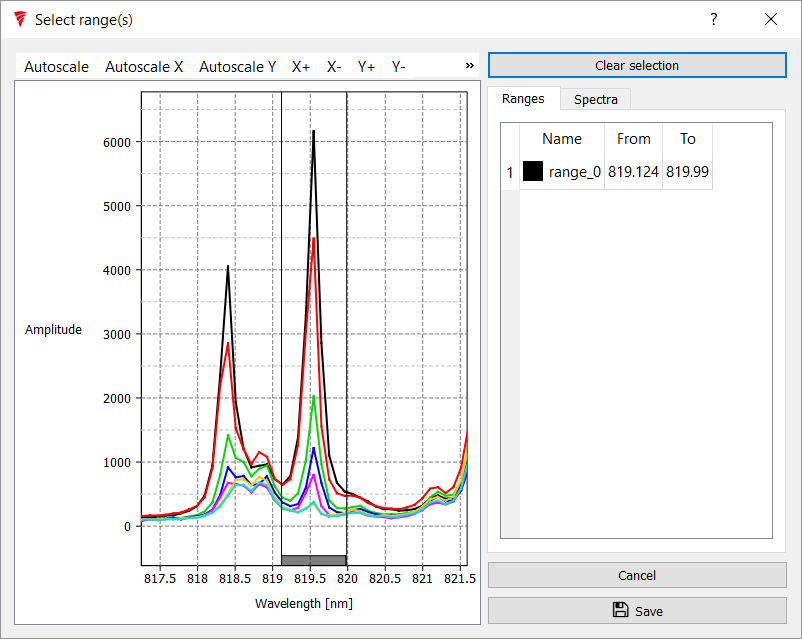 Select range(s)
?
Autoscale Autoscale X Autoscale Y X+ X- Y+ Y- »
Clear selection
Ranges Spectra
Name From To
1 range_0 819.124 819.99
6000
5000
4000
3000
2000
1000
0
Amplitude
817.5 818 818.5 819 819.5 820 820.5 821 821.5
Wavelength [nm]
Cancel
Save